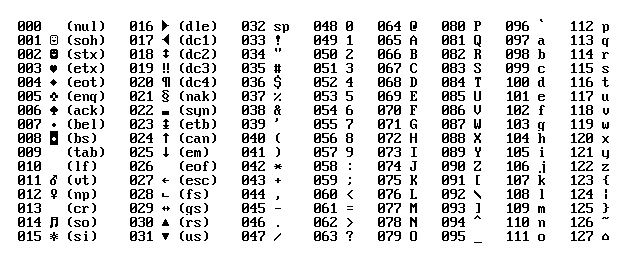 000   (nul)  016 ► (dle)  032 sp  048 0  064 @  080 P  096 `  112 p
001 ☺ (soh)  017 ◄ (dc1)  033 !  049 1  065 A  081 Q  097 a  113 q
002 ☻ (stx)  018 ↕ (dc2)  034 "  050 2  066 B  082 R  098 b  114 r
003 ♥ (etx)  019 ‼ (dc3)  035 #  051 3  067 C  083 S  099 c  115 s
004 ♦ (eot)  020 ¶ (dc4)  036 $  052 4  068 D  084 T  100 d  116 t
005 ♣ (enq)  021 § (nak)  037 %  053 5  069 E  085 U  101 e  117 u
006 ♠ (ack)  022 ▬ (syn)  038 &  054 6  070 F  086 V  102 f  118 v
007 • (bel)  023 ↨ (etb)  039 '  055 7  071 G  087 W  103 g  119 w
008 ◘ (bs)  024 ↑ (can)  040 (  056 8  072 H  088 X  104 h  120 x
009   (tab)  025 ↓ (em)  041 )  057 9  073 I  089 Y  105 i  121 y
010   (lf)  026   (eof)  042 *  058 :  074 J  090 Z  106 j  122 z
011 ♂ (vt)  027 ← (esc)  043 +  059 ;  075 K  091 [  107 k  123 {
012 ♀ (np)  028 ∟ (fs)  044 ,  060 <  076 L  092 \  108 l  124 ¦
013   (cr)  029 ↔ (gs)  045 -  061 =  077 M  093 ]  109 m  125 }
014 ♫ (so)  030 ▲ (rs)  046 .  062 >  078 N  094 ^  110 n  126 ~
015 ☼ (si)  031 ▼ (us)  047 /  063 ?  079 O  095 _  111 o  127 ⌂